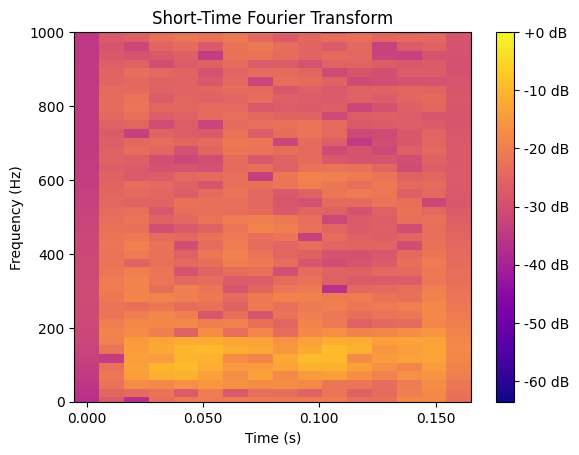 Short-Time Fourier Transform
1000
800
600
400
200
0
Frequency (Hz)
0.000
0.050
0.100
0.150
Time (s)
+0 dB
-10 dB
-20 dB
-30 dB
-40 dB
-50 dB
-60 dB